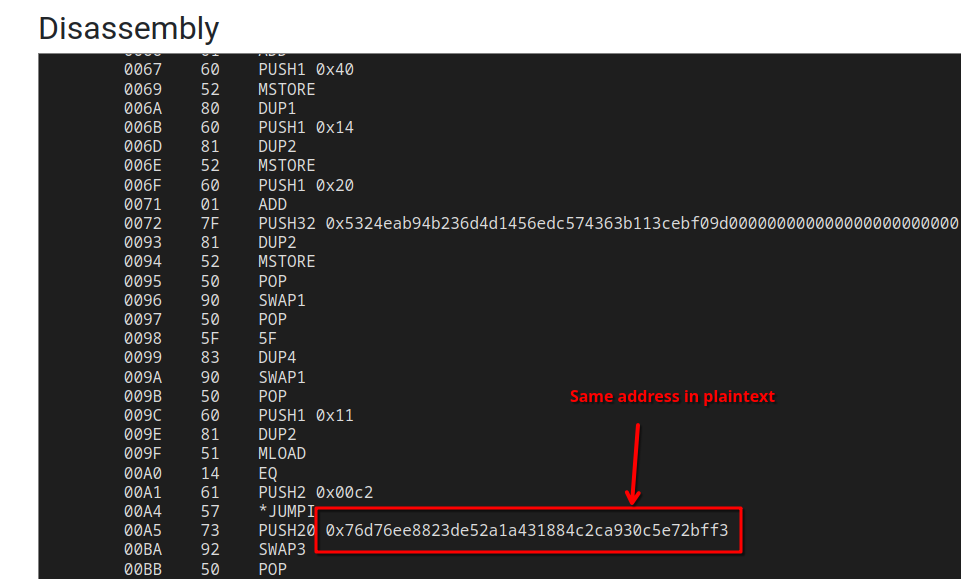 Disassembly
0067 60 PUSH1 0x40
0069 52 MSTORE
006A 80 DUP1
006B 60 PUSH1 0x14
006D 81 DUP2
006E 52 MSTORE
006F 60 PUSH1 0x20
0071 01 ADD
0072 7F PUSH32 0x5324eab94b236d4d1456edc574363b113cebf09d000000000000000000000000
0093 81 DUP2
0094 52 MSTORE
0095 50 POP
0096 90 SWAP1
0097 50 POP
0098 5F 5F
0099 83 DUP4
009A 90 SWAP1
009B 50 POP
Same address in plaintext
009C 60 PUSH1 0x11
009E 81 DUP2
009F 51 MLOAD
00A0 14 EQ
00A1 61 PUSH2 0x00c2
00A4 57 *JUMPI
00A5 73 PUSH20 0x76d76ee8823de52a1a431884c2ca930c5e72bff3
00BA 92 SWAP3
00BB 50 POP